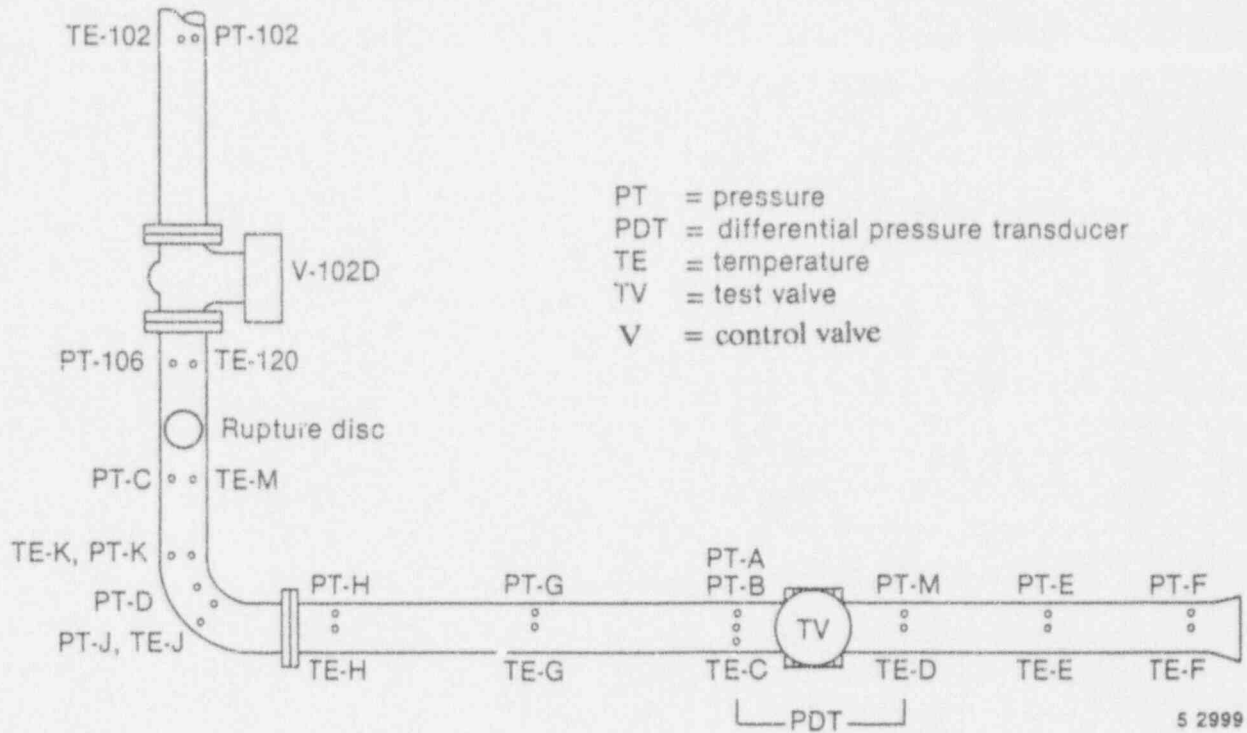 TE-102 PT-102
PT = pressure
PDT = differential pressure transducer
TE = temperature
TV = test valve
V = control valve
V-102D
PT-106 TE-120
Rupture disc
PT-C TE-M
TE-K, PT-K
PT-D
PT-J, TE-J
PT-A
PT-H PT-G PT-B PT-M PT-E PT-F
TV
TE-H TE-G TE-C TE-D TE-E TE-F
PDT
5 2999